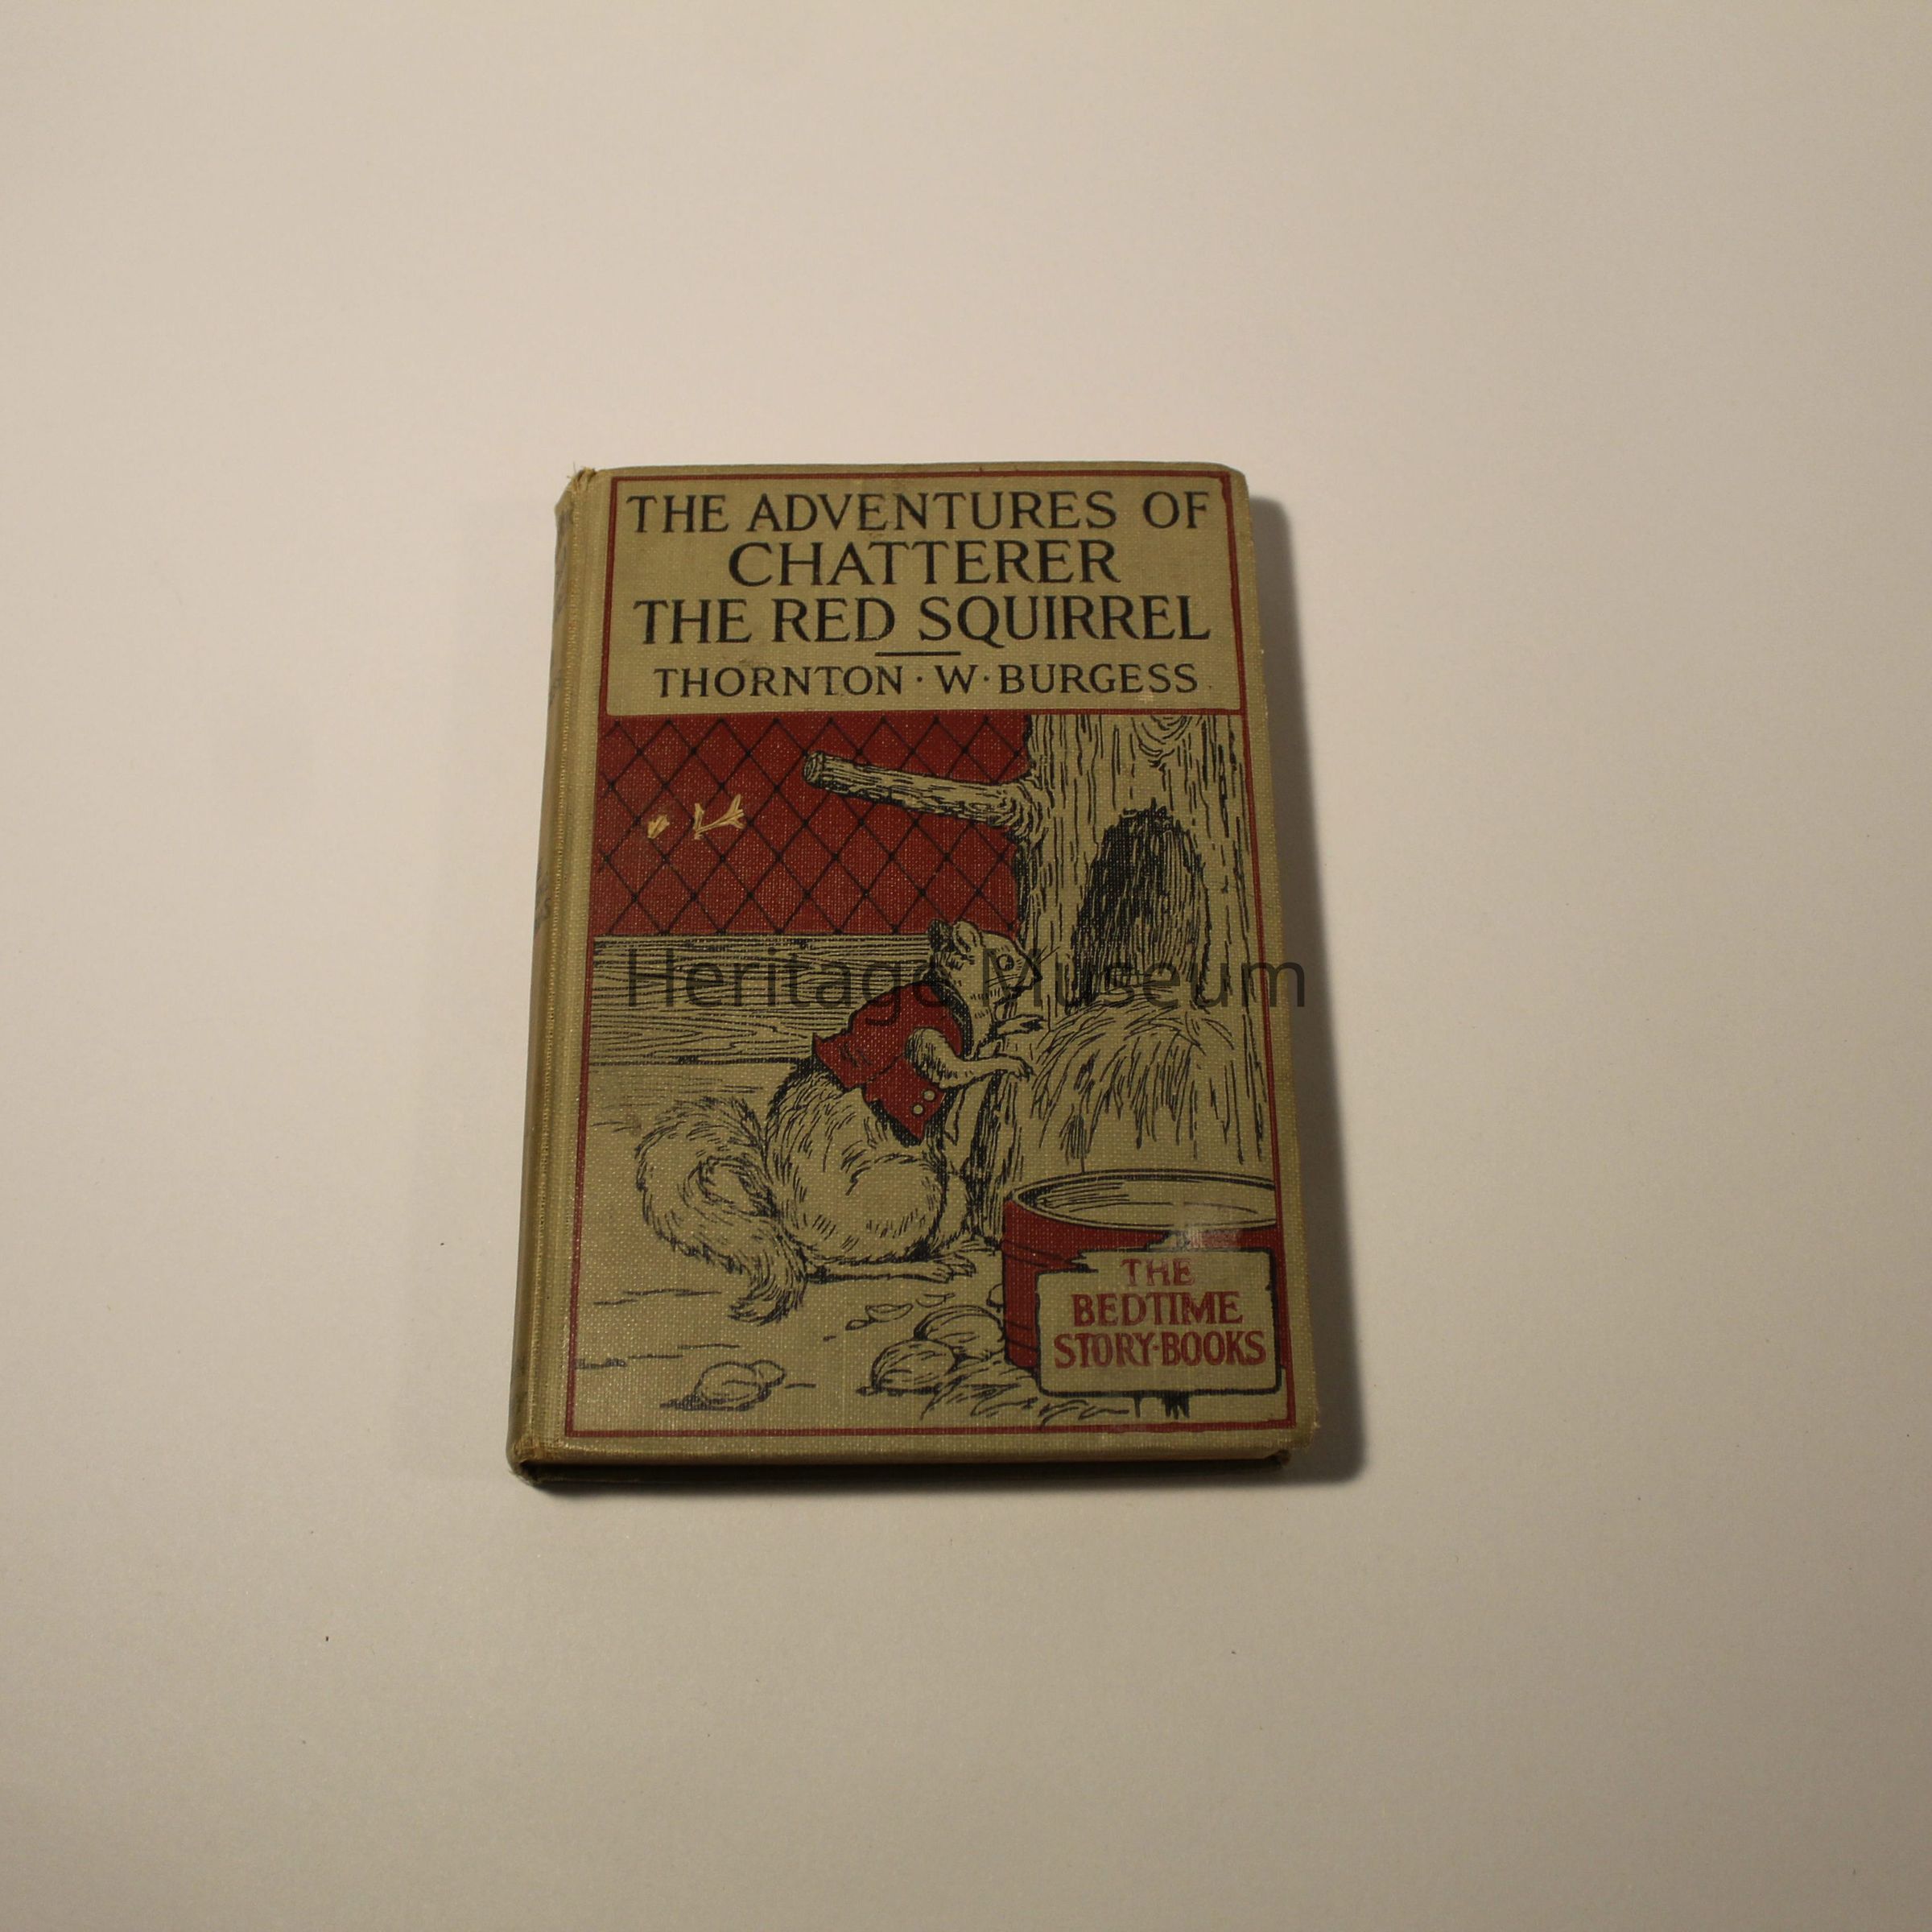 THE ADVENTURES OF
CHATTERER
THE RED SQUIRREL
THORNTON · W · BURGESS
Heritage Museum
THE
BEDTIME
STORY·BOOKS